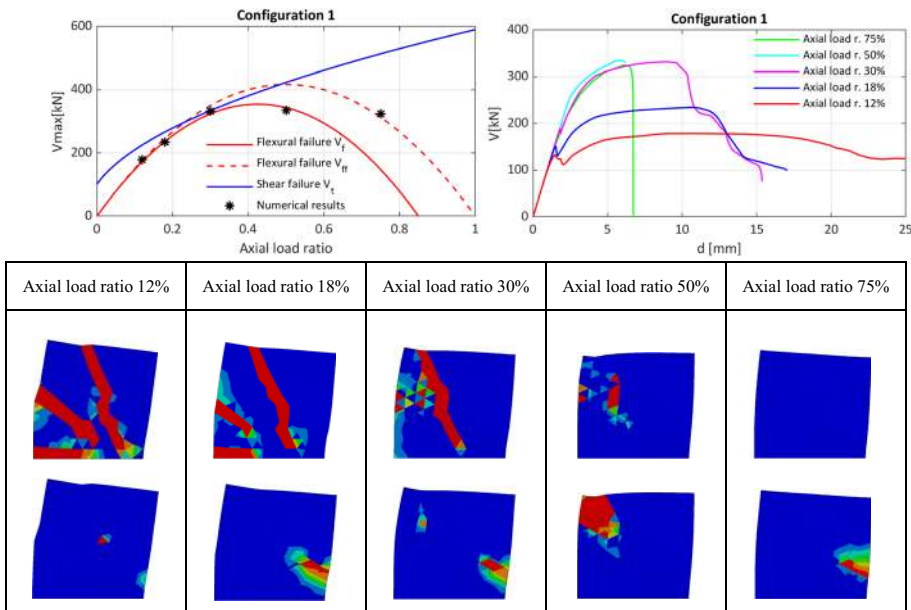 Configuration 1
600
400
200
0
Vmax[kN]
Flexural failure V_f
Flexural failure V_ff
Shear failure V_t
Numerical results
0
0.2
0.4
0.6
0.8
1
Axial load ratio
Configuration 1
400
300
200
100
0
V[kN]
Axial load r. 75%
Axial load r. 50%
Axial load r. 30%
Axial load r. 18%
Axial load r. 12%
0
5
10
15
20
25
d [mm]
Axial load ratio 12%
Axial load ratio 18%
Axial load ratio 30%
Axial load ratio 50%
Axial load ratio 75%